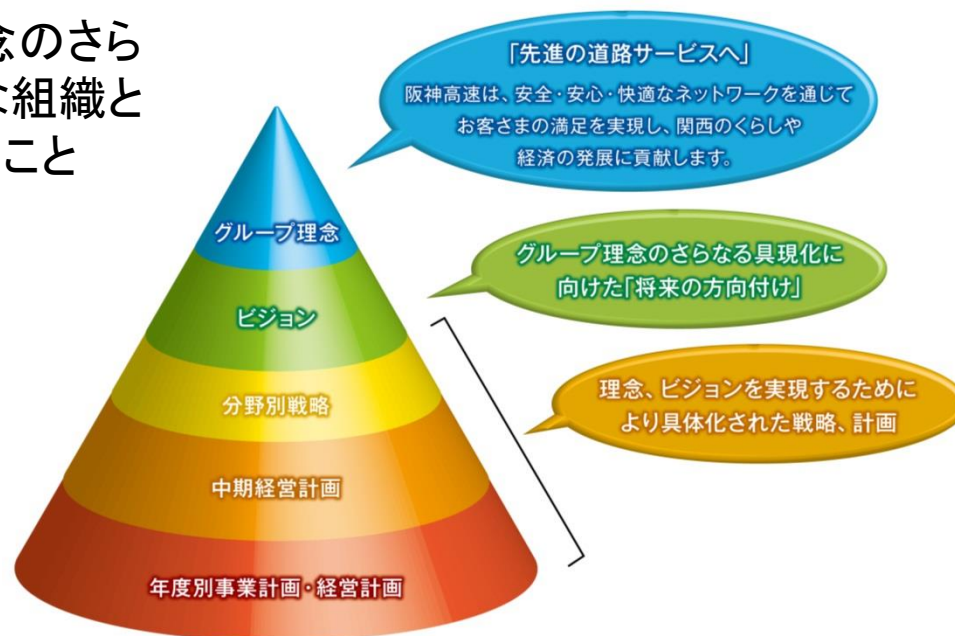 念のさら
な組織と
こと
「先進の道路サービスへ」
阪神高速は、安全・安心・快適なネットワークを通じて
お客さまの満足を実現し、関西のくらしや
経済の発展に貢献します。
グループ理念
グループ理念のさらなる具現化に
向けた「将来の方向付け」
ビジョン
理念、ビジョンを実現するために
より具体化された戦略、計画
分野別戦略
中期経営計画
年度別事業計画・経営計画